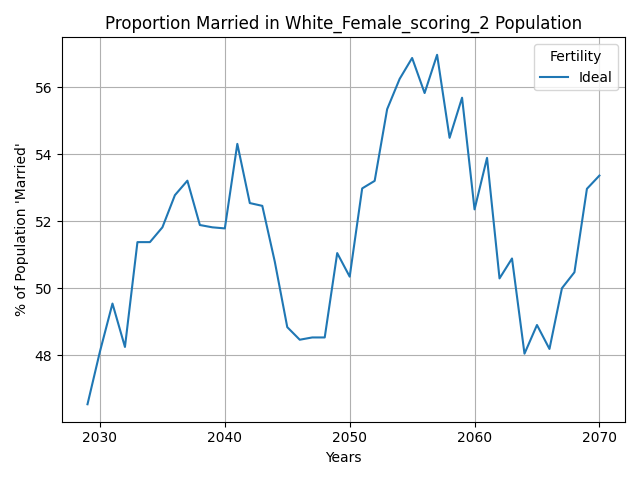 Proportion Married in White_Female_scoring_2 Population
Fertility
Ideal
% of Population 'Married'
56
54
52
50
48
2030 2040 2050 2060 2070
Years